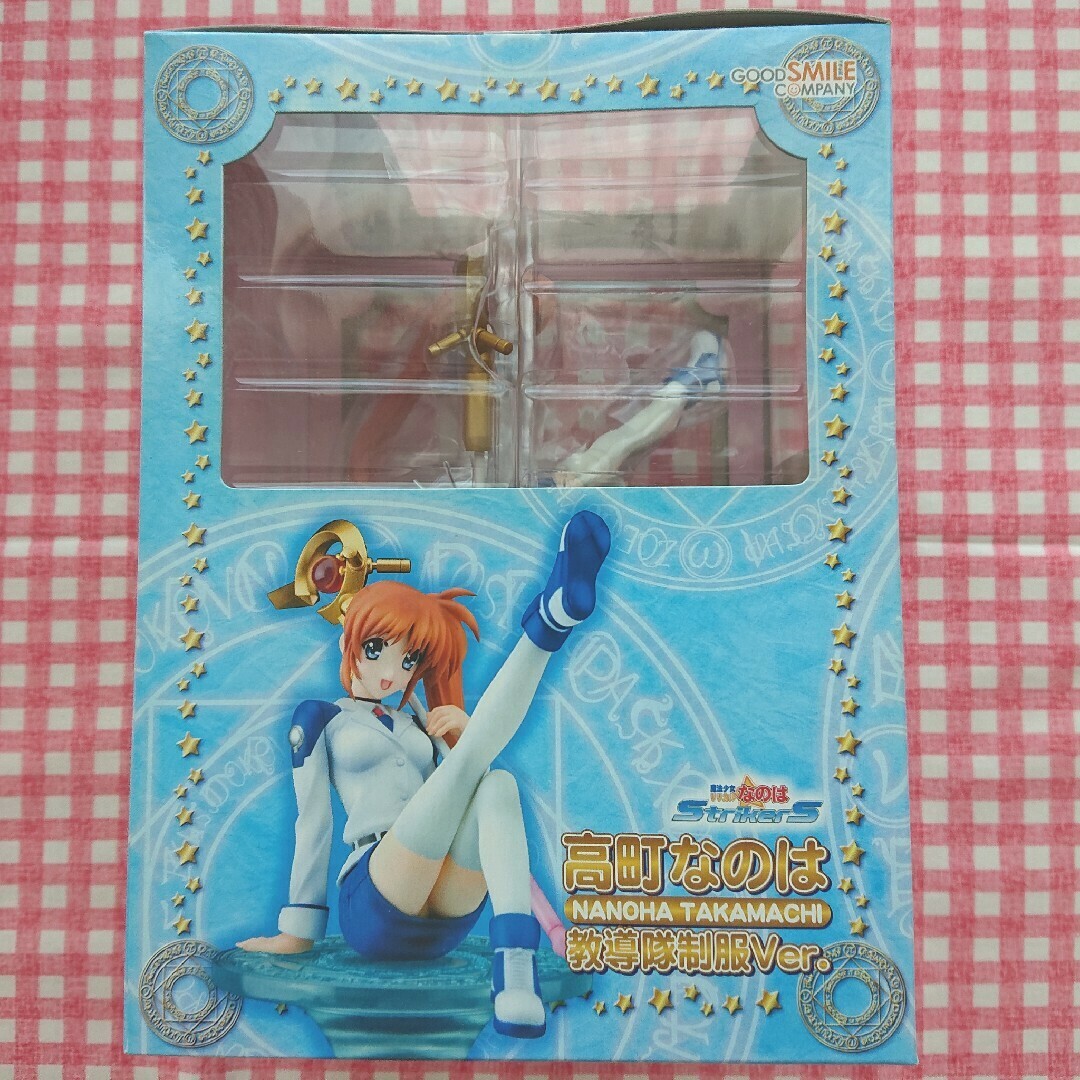 GOOD SMILE
COMPANY
魔法少女
リリカル なのは
StrikerS
高町なのは
NANOHA TAKAMACHI
教導隊制服Ver.